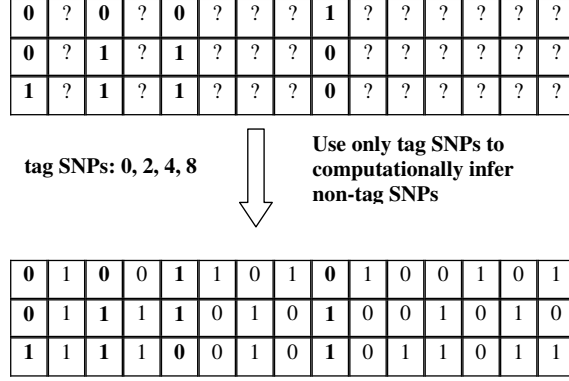 0 ? 0 ? 0 ? ? ? 1 ? ? ? ? ? ?
0 ? 1 ? 1 ? ? ? 0 ? ? ? ? ? ?
1 ? 1 ? 1 ? ? ? 0 ? ? ? ? ? ?
tag SNPs: 0, 2, 4, 8
Use only tag SNPs to
computationally infer
non-tag SNPs
0 1 0 0 1 1 0 1 0 1 0 0 1 0 1
0 1 1 1 1 0 1 0 1 0 0 1 0 1 0
1 1 1 1 0 0 1 0 1 0 1 1 0 1 1